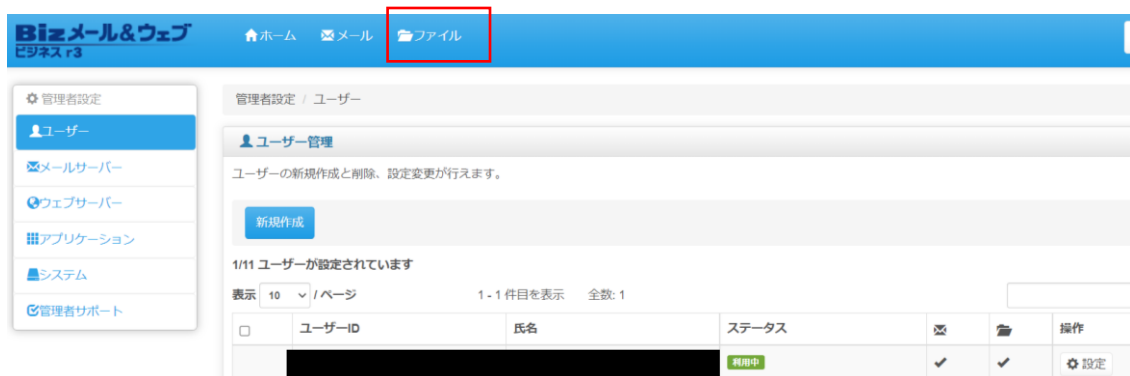 Bizメール&ウェブ
ビジネス r3
ホーム メール ファイル
管理者設定
ユーザー
メールサーバー
ウェブサーバー
アプリケーション
システム
管理者サポート
管理者設定 / ユーザー
ユーザー管理
ユーザーの新規作成と削除、設定変更が行えます。
新規作成
1/11 ユーザーが設定されています
表示 10 / ページ 1 - 1 件目を表示 全数: 1
ユーザーID 氏名 ステータス 操作
利用中 設定